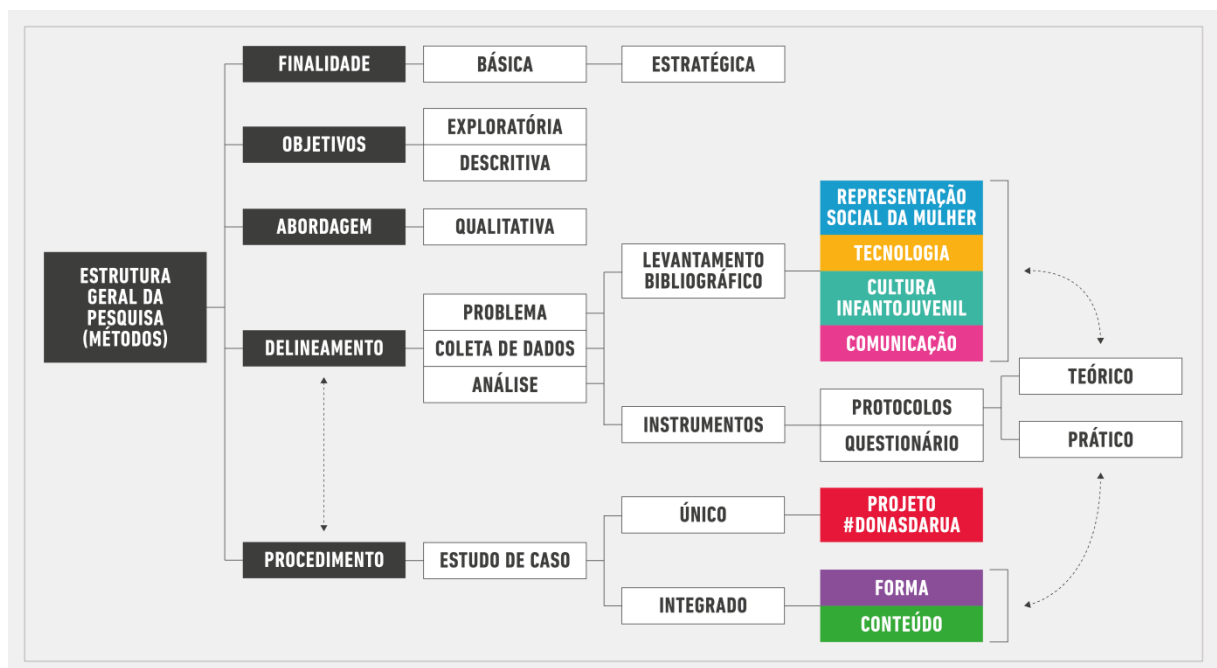 ESTRUTURA
GERAL DA
PESQUISA
(MÉTODOS)
FINALIDADE
BÁSICA
ESTRATÉGICA
OBJETIVOS
EXPLORATÓRIA
DESCRITIVA
ABORDAGEM
QUALITATIVA
DELINEAMENTO
PROBLEMA
COLETA DE DADOS
ANÁLISE
LEVANTAMENTO
BIBLIOGRÁFICO
REPRESENTAÇÃO
SOCIAL DA MULHER
TECNOLOGIA
CULTURA
INFANTOJUVENIL
COMUNICAÇÃO
INSTRUMENTOS
PROTOCOLOS
QUESTIONÁRIO
TEÓRICO
PRÁTICO
PROCEDIMENTO
ESTUDO DE CASO
ÚNICO
PROJETO
#DONASDARUA
INTEGRADO
FORMA
CONTEÚDO